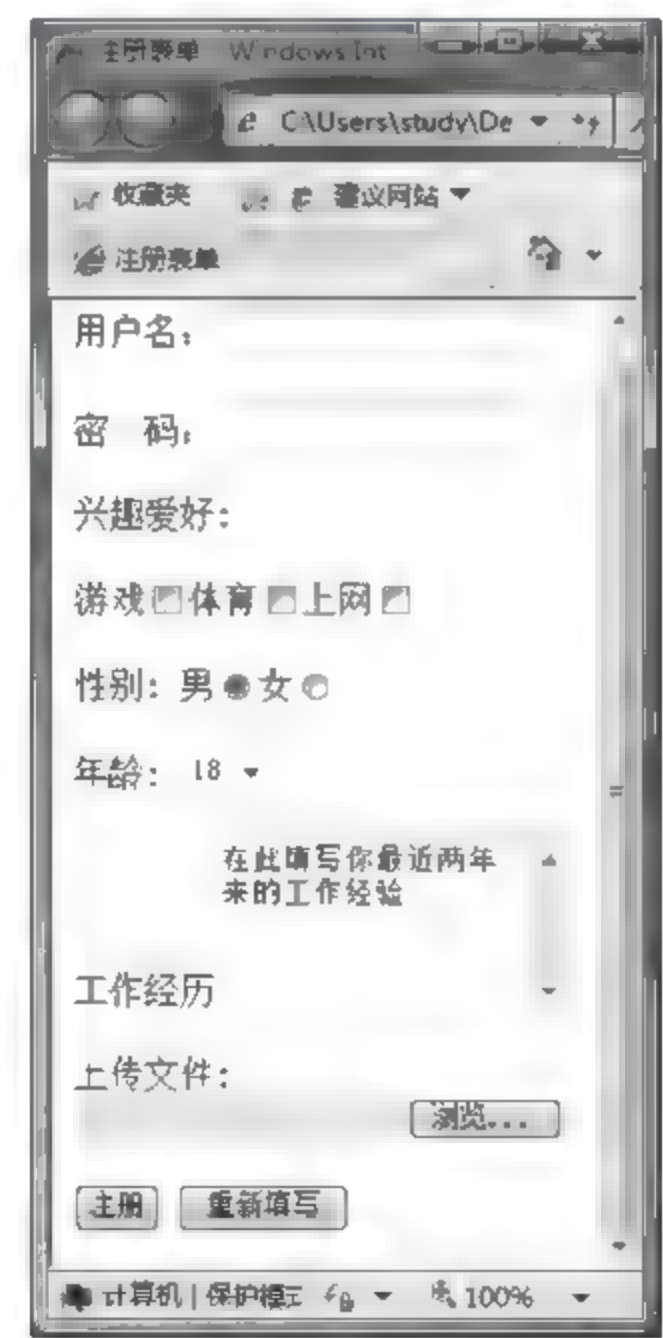 注册表单 Windows Int
C:\Users\study\De
收藏夹 建议网站
注册表单
用户名：
密 码：
兴趣爱好：
游戏 体育 上网
性别：男 女
年龄： 18
在此填写你最近两年
来的工作经验
工作经历
上传文件：
浏览...
注册 重新填写
计算机 | 保护模式 100%